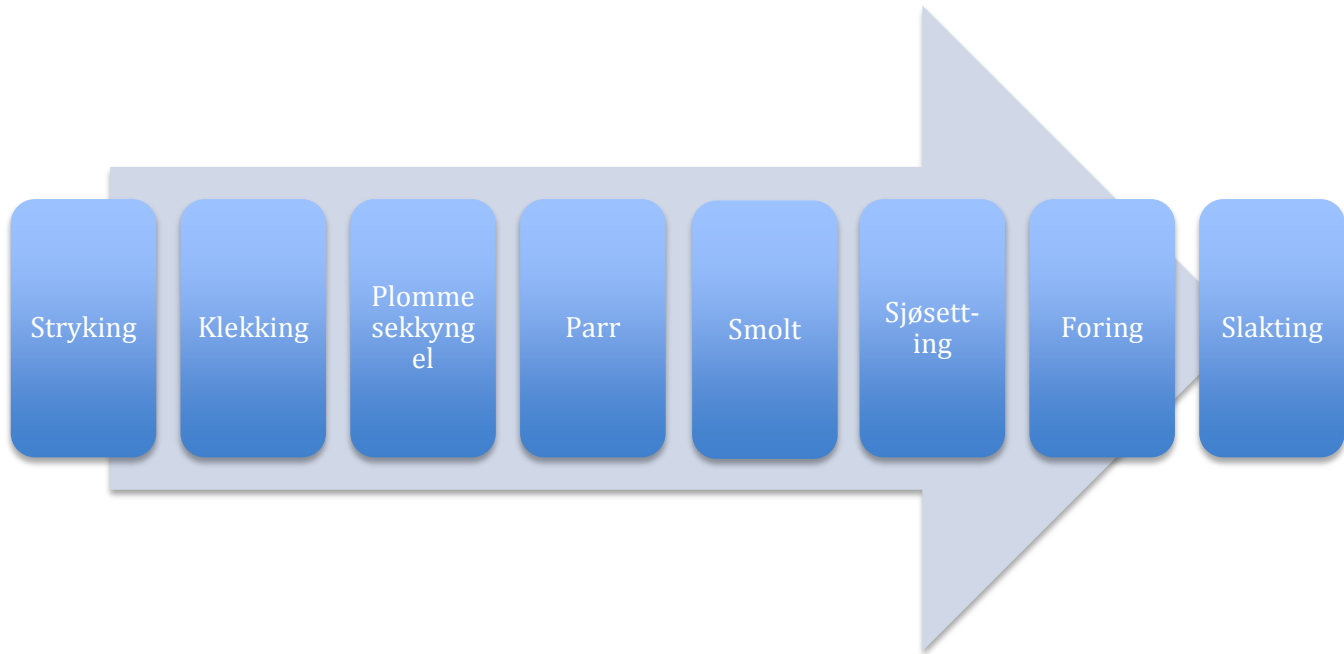 Stryking
Klekking
Plomme
sekkyng
el
Parr
Smolt
Sjøsett-
ing
Foring
Slakting